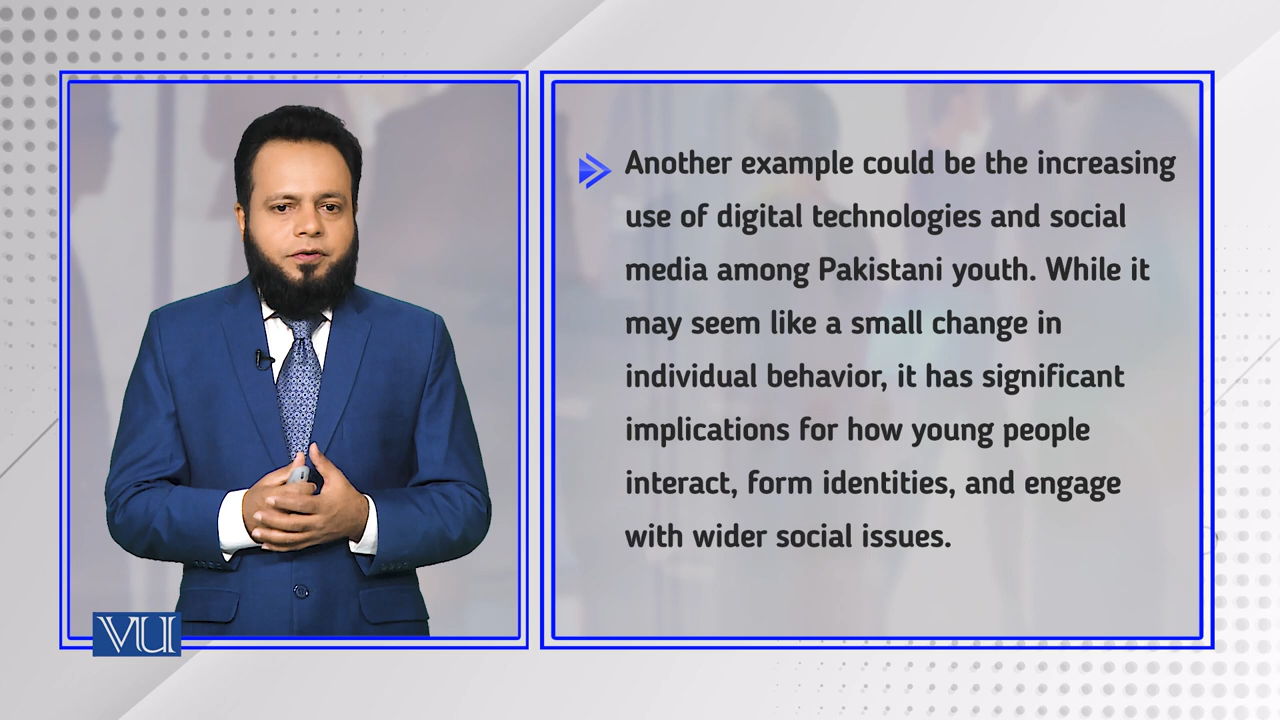 Another example could be the increasing
use of digital technologies and social
media among Pakistani youth. While it
may seem like a small change in
individual behavior, it has significant
implications for how young people
interact, form identities, and engage
with wider social issues.
VU